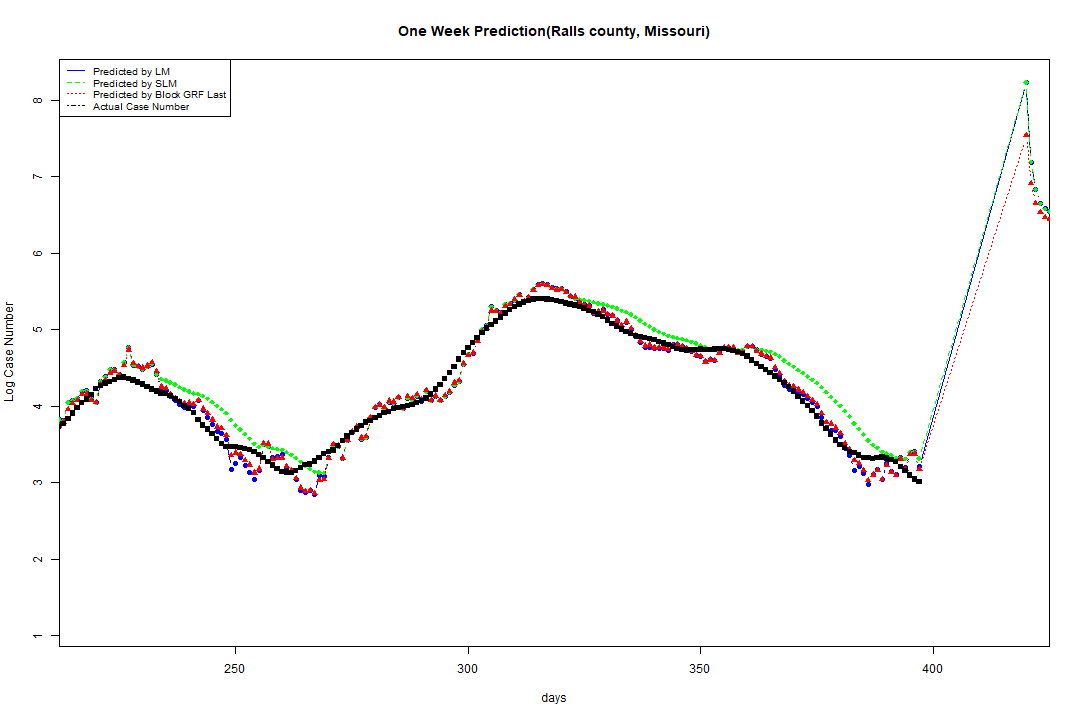 One Week Prediction(Ralls county, Missouri)
Predicted by LM
Predicted by SLM
Predicted by Block GRF Last
Actual Case Number
8
7
6
5
4
3
2
1
Log Case Number
250 300 350 400
days